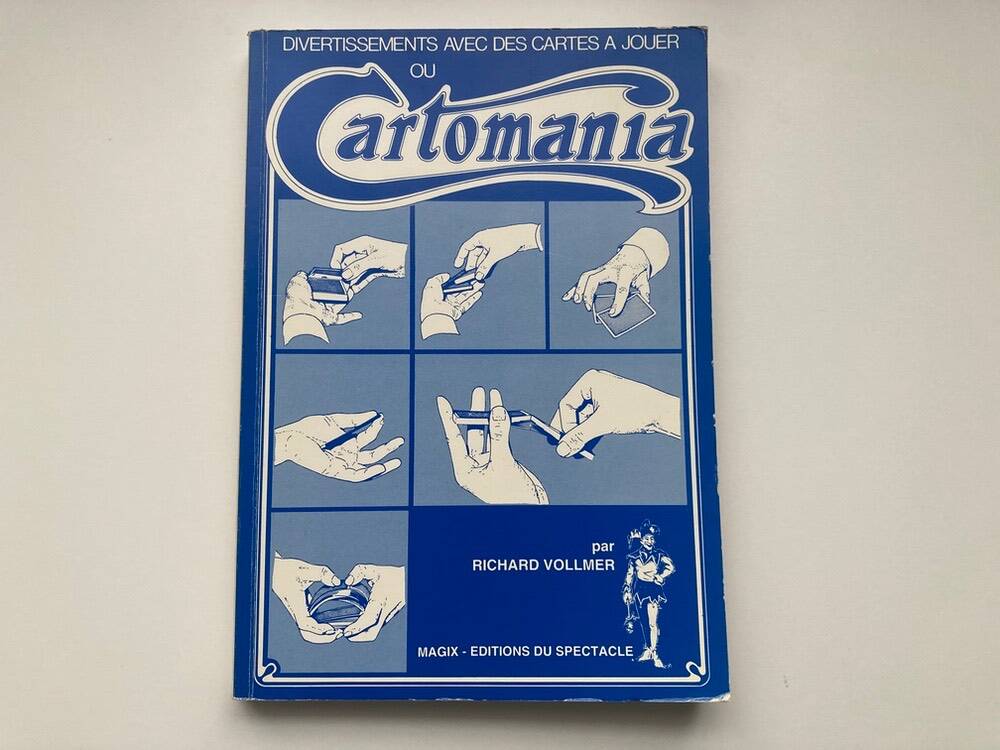 DIVERTISSEMENTS AVEC DES CARTES A JOUER
OU
Cartomania
par
RICHARD VOLLMER
MAGIX - EDITIONS DU SPECTACLE